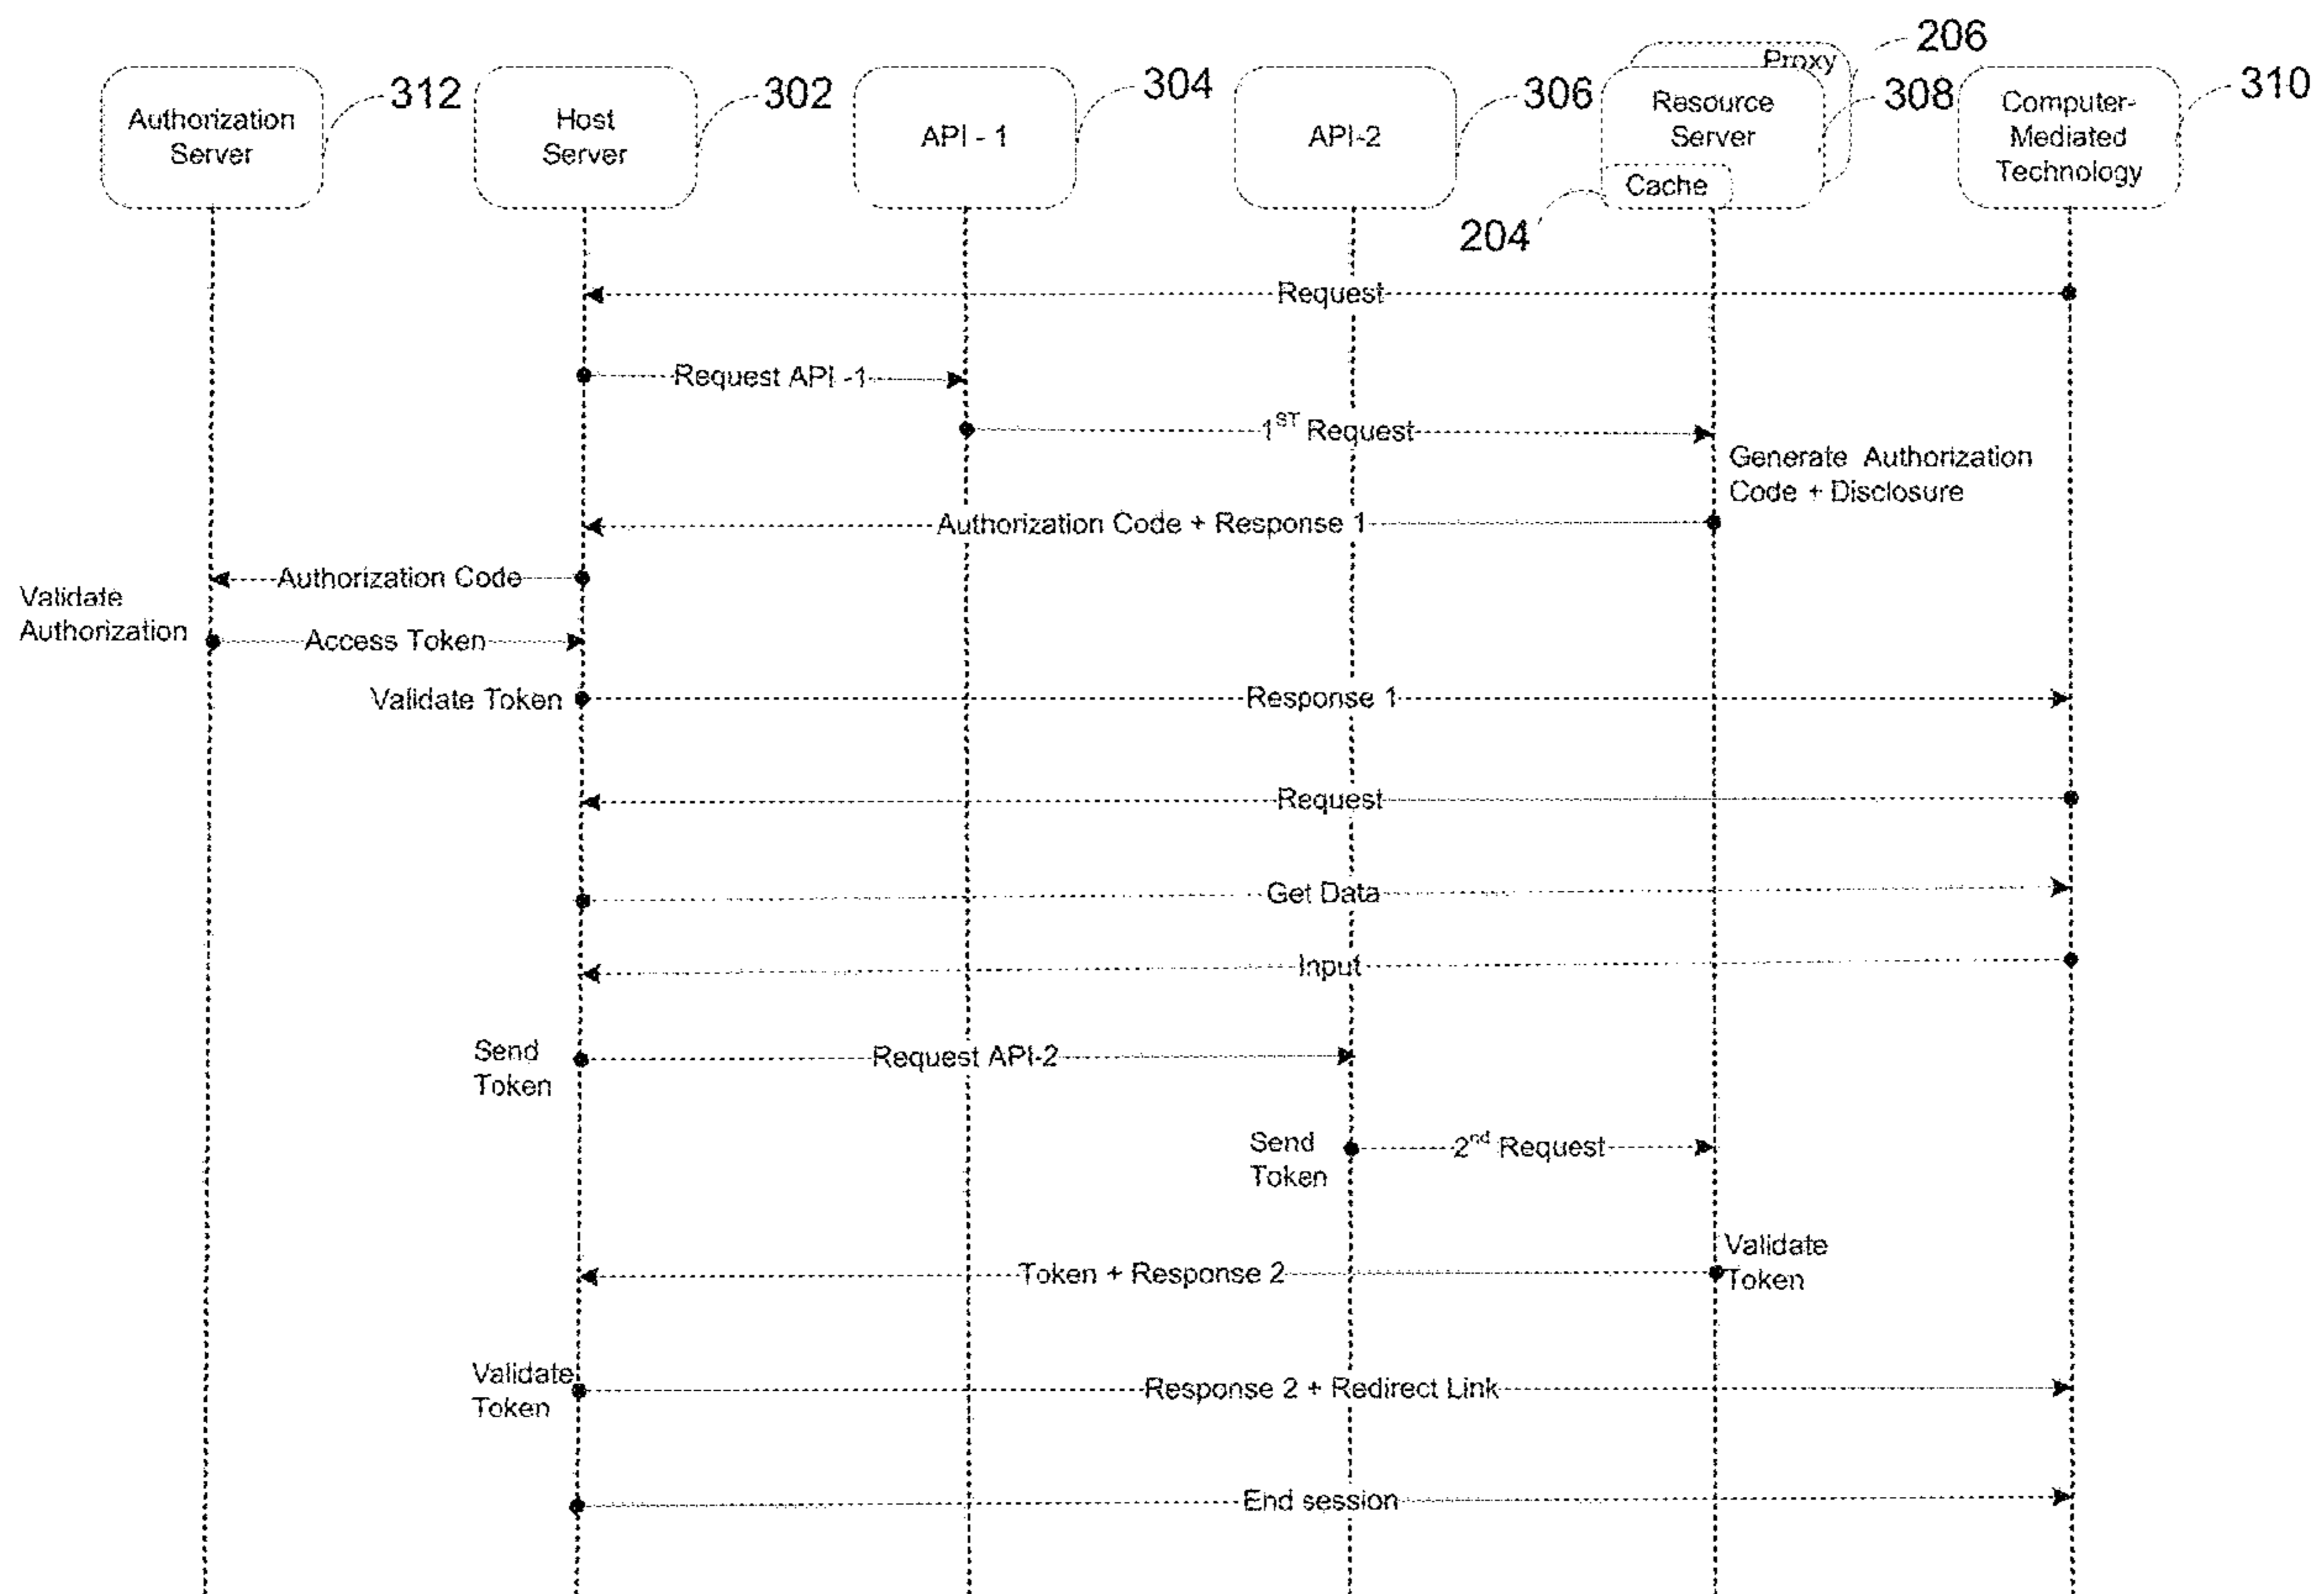 206
Proxy
312
302
304
306
308
310
Authorization
Server
Host
Server
API - 1
API-2
Resource
Server
Computer-
Mediated
Technology
Cache
204
Request
Request API -1
1ST Request
Generate Authorization
Code + Disclosure
Authorization Code + Response 1
Authorization Code
Validate
Authorization
Access Token
Validate Token
Response 1
Request
Get Data
Input
Send
Token
Request API-2
Send
Token
2nd Request
Validate
Token
Token + Response 2
Validate
Token
Response 2 + Redirect Link
End session